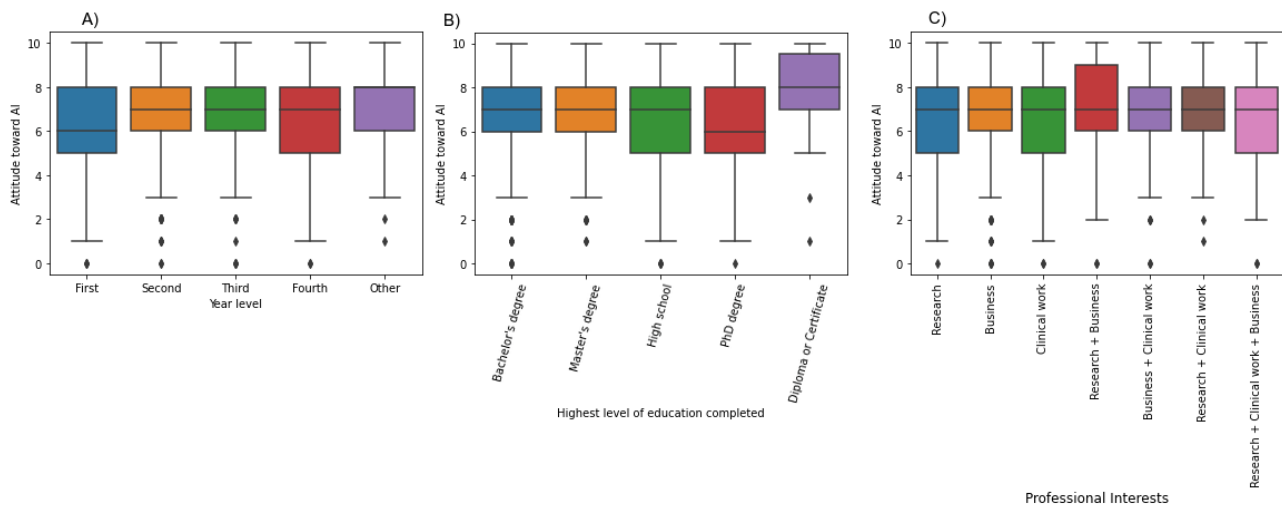 A)
Attitude toward AI
10
8
6
4
2
0
First
Second
Third
Fourth
Other
Year level
B)
Attitude toward AI
10
8
6
4
2
0
Bachelor's degree
Master's degree
High school
PhD degree
Diploma or Certificate
Highest level of education completed
C)
Attitude toward AI
10
8
6
4
2
0
Research
Business
Clinical work
Research + Business
Business + Clinical work
Research + Clinical work
Research + Clinical work + Business
Professional Interests